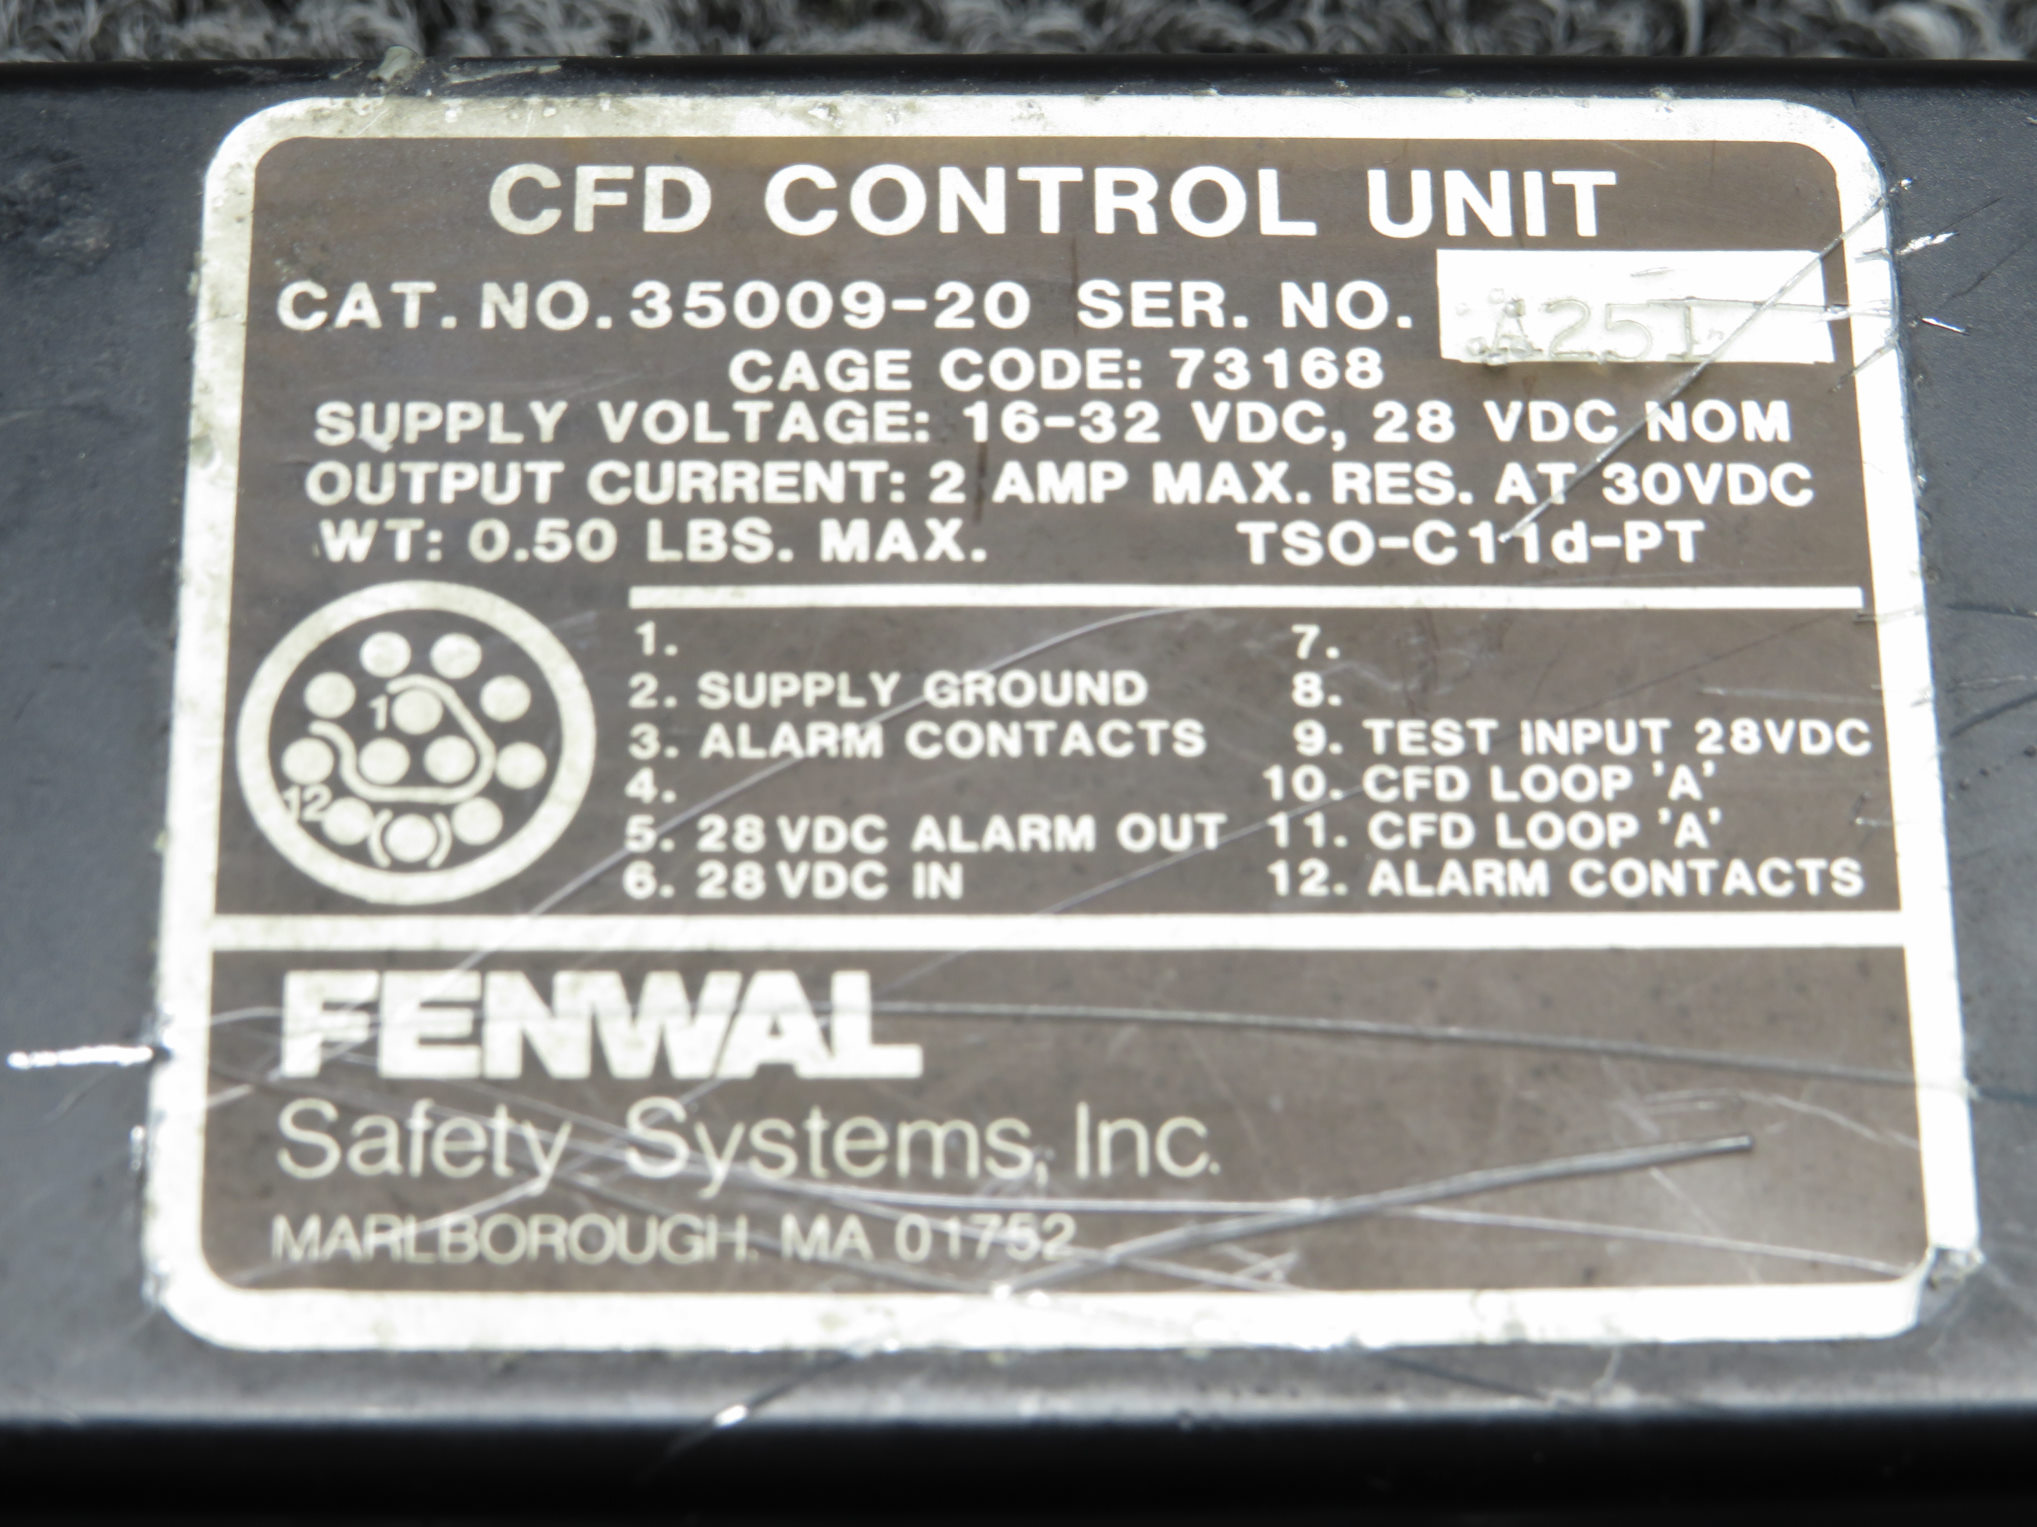 CFD CONTROL UNIT
CAT. NO. 35009-20 SER. NO. A251
CAGE CODE: 73168
SUPPLY VOLTAGE: 16-32 VDC, 28 VDC NOM
OUTPUT CURRENT: 2 AMP MAX. RES. AT 30VDC
WT: 0.50 LBS. MAX. TSO-C11d-PT
1
12
1.
2. SUPPLY GROUND
3. ALARM CONTACTS
4.
5. 28 VDC ALARM OUT
6. 28 VDC IN
7.
8.
9. TEST INPUT 28VDC
10. CFD LOOP 'A'
11. CFD LOOP 'A'
12. ALARM CONTACTS
FENWAL
Safety Systems, Inc.
MARLBOROUGH, MA 01752